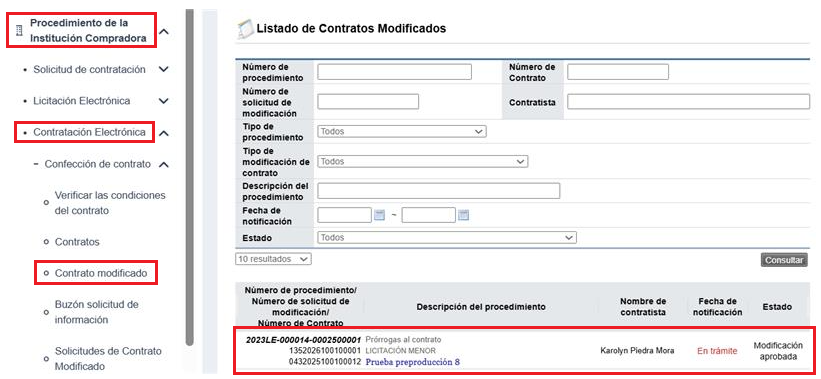 Procedimiento de la
Institución Compradora
Solicitud de contratación
Licitación Electrónica
Contratación Electrónica
Confección de contrato
Verificar las condiciones
del contrato
Contratos
Contrato modificado
Buzón solicitud de
información
Solicitudes de Contrato
Modificado
Listado de Contratos Modificados
Número de
procedimiento
Número de
Contrato
Número de
solicitud de
modificación
Contratista
Tipo de
procedimiento
Todos
Tipo de
modificación de
contrato
Todos
Descripción del
procedimiento
Fecha de
notificación
~
Estado
Todos
10 resultados
Consultar
Número de procedimiento/
Número de solicitud de
modificación/
Número de Contrato
Descripción del procedimiento
Nombre de
contratista
Fecha de
notificación
Estado
2023LE-000014-0002500001
1352026100100001
0432025100100012
Prórrogas al contrato
LICITACIÓN MENOR
Prueba preproducción 8
Karolyn Piedra Mora
En trámite
Modificación
aprobada